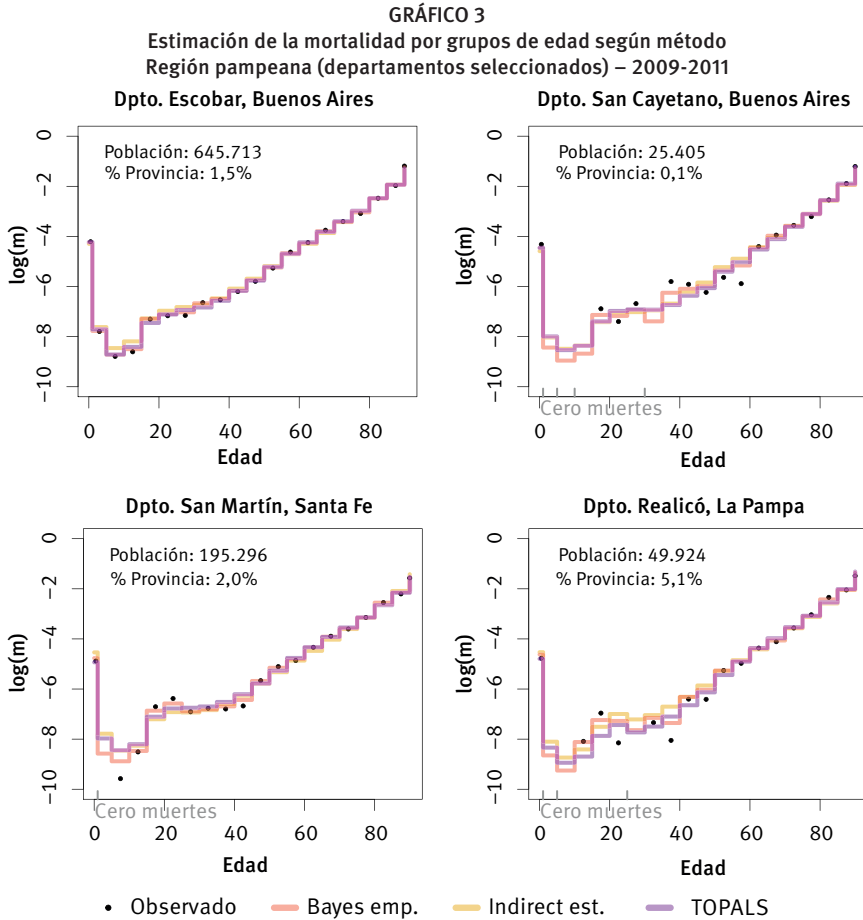 GRÁFICO 3
Estimación de la mortalidad por grupos de edad según método
Región pampeana (departamentos seleccionados) – 2009-2011
Dpto. Escobar, Buenos Aires
Población: 645.713
% Provincia: 1,5%
log(m)
0
−2
−4
−6
−8
−10
0 20 40 60 80
Edad
Dpto. San Cayetano, Buenos Aires
Población: 25.405
% Provincia: 0,1%
log(m)
0
−2
−4
−6
−8
−10
Cero muertes
0 20 40 60 80
Edad
Dpto. San Martín, Santa Fe
Población: 195.296
% Provincia: 2,0%
log(m)
0
−2
−4
−6
−8
−10
Cero muertes
0 20 40 60 80
Edad
Dpto. Realicó, La Pampa
Población: 49.924
% Provincia: 5,1%
log(m)
0
−2
−4
−6
−8
−10
Cero muertes
0 20 40 60 80
Edad
Observado Bayes emp. Indirect est. TOPALS